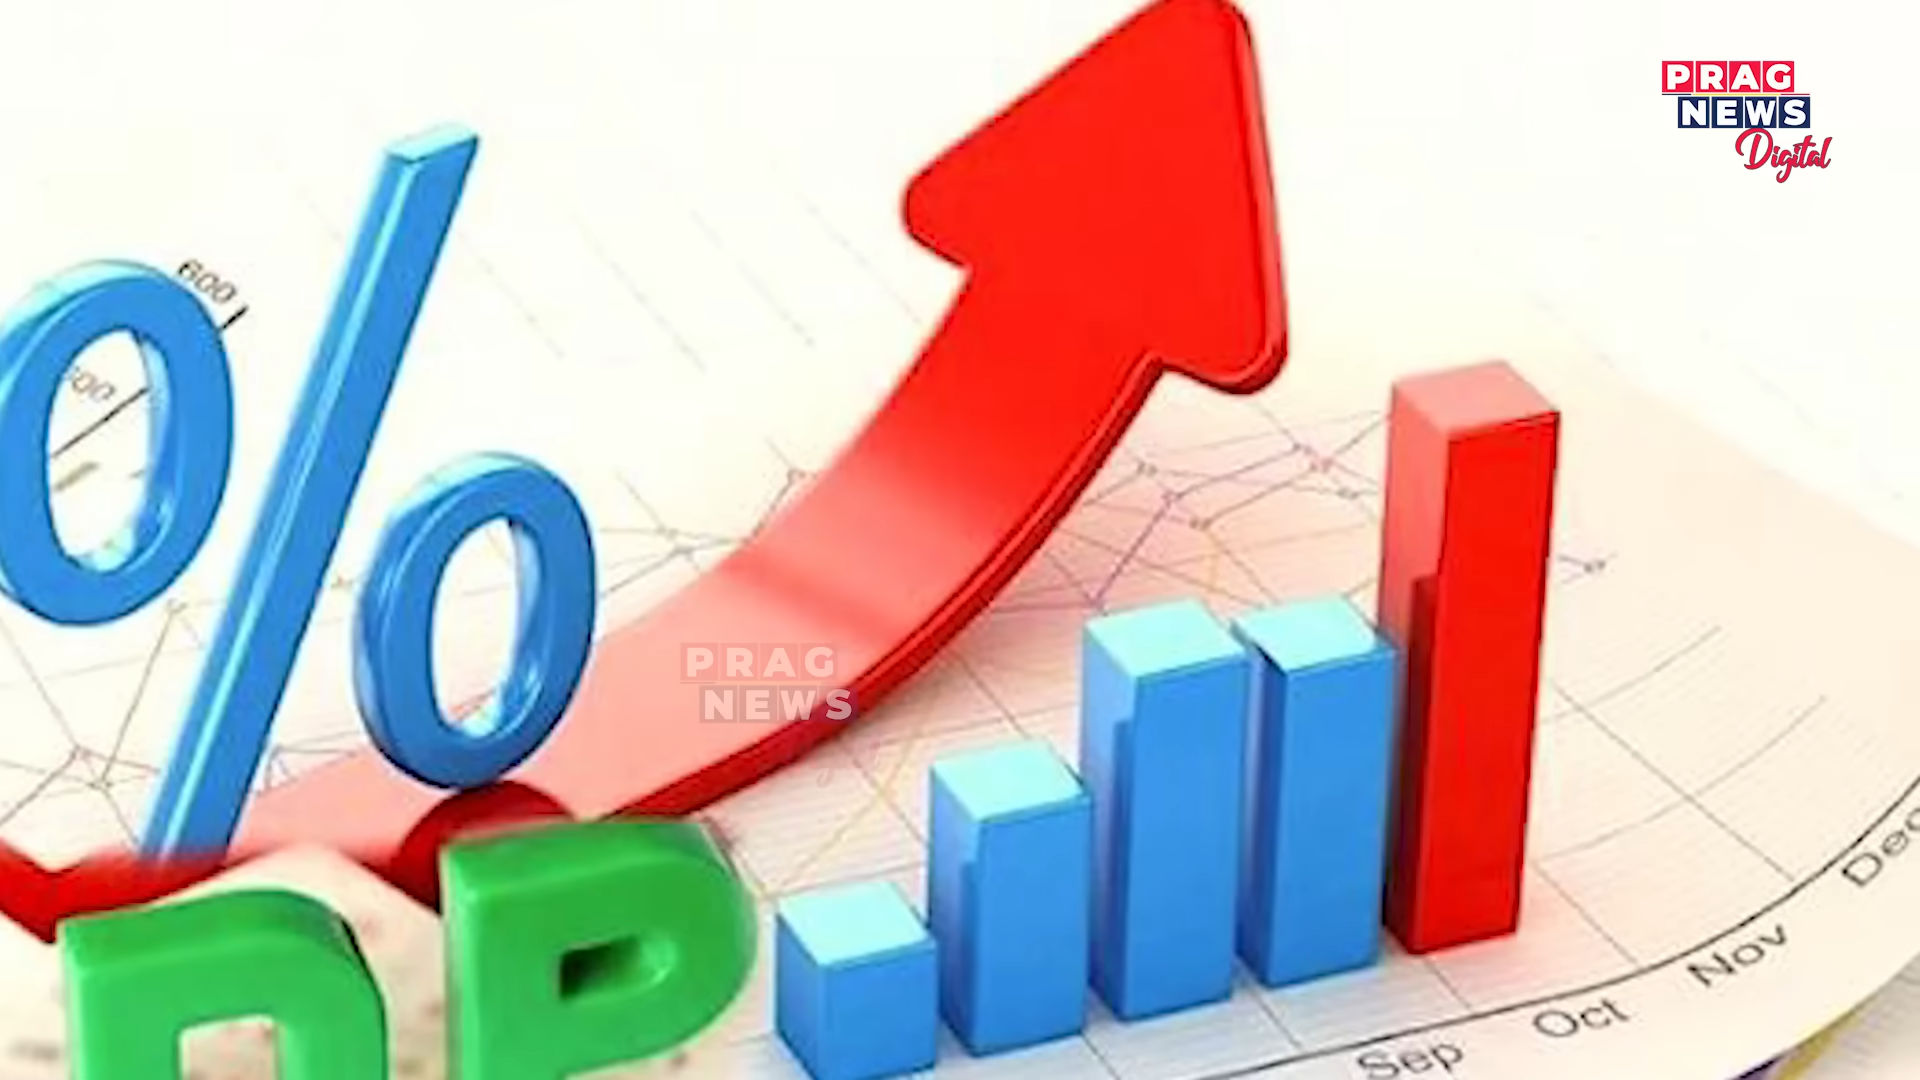 PRAG
NEWS
Digital
600
%
PRAG
NEWS
DP
Sep
Oct
Nov
Dec